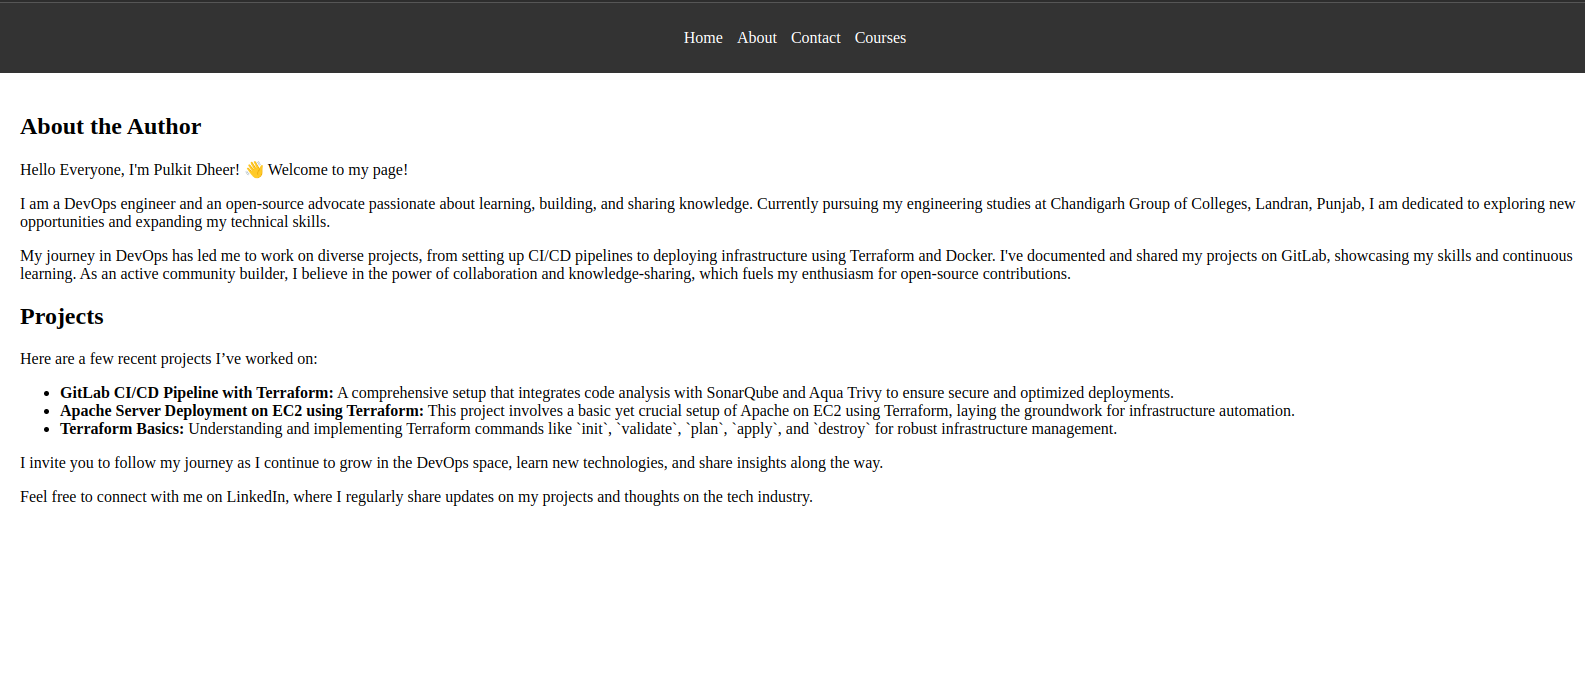 Home About Contact Courses
About the Author
Hello Everyone, I'm Pulkit Dheer! 👋 Welcome to my page!
I am a DevOps engineer and an open-source advocate passionate about learning, building, and sharing knowledge. Currently pursuing my engineering studies at Chandigarh Group of Colleges, Landran, Punjab, I am dedicated to exploring new
opportunities and expanding my technical skills.
My journey in DevOps has led me to work on diverse projects, from setting up CI/CD pipelines to deploying infrastructure using Terraform and Docker. I've documented and shared my projects on GitLab, showcasing my skills and continuous
learning. As an active community builder, I believe in the power of collaboration and knowledge-sharing, which fuels my enthusiasm for open-source contributions.
Projects
Here are a few recent projects I’ve worked on:
• GitLab CI/CD Pipeline with Terraform: A comprehensive setup that integrates code analysis with SonarQube and Aqua Trivy to ensure secure and optimized deployments.
• Apache Server Deployment on EC2 using Terraform: This project involves a basic yet crucial setup of Apache on EC2 using Terraform, laying the groundwork for infrastructure automation.
• Terraform Basics: Understanding and implementing Terraform commands like `init`, `validate`, `plan`, `apply`, and `destroy` for robust infrastructure management.
I invite you to follow my journey as I continue to grow in the DevOps space, learn new technologies, and share insights along the way.
Feel free to connect with me on LinkedIn, where I regularly share updates on my projects and thoughts on the tech industry.